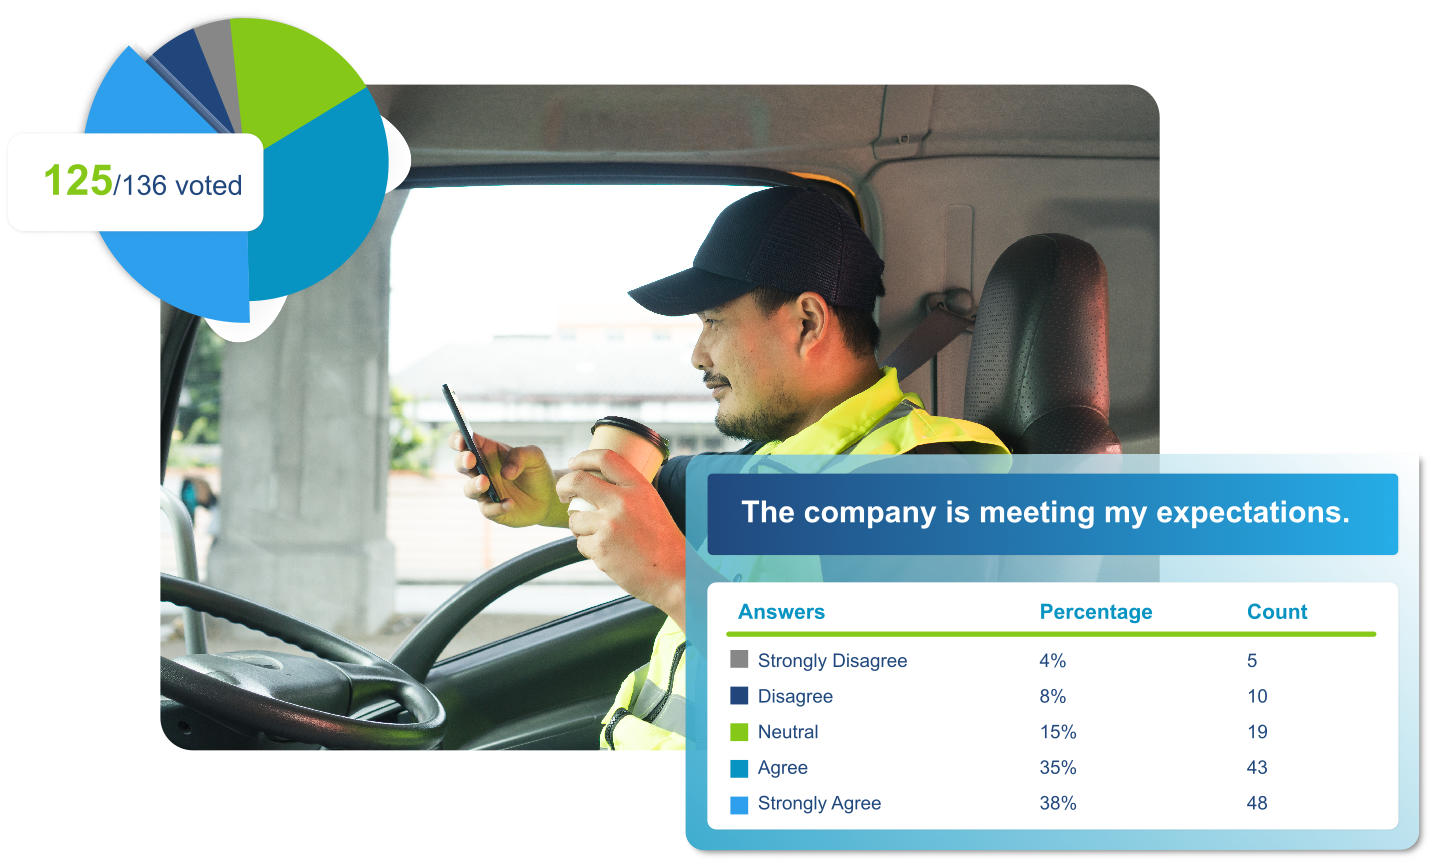 125/136 voted
The company is meeting my expectations.
Answers Percentage Count
Strongly Disagree 4% 5
Disagree 8% 10
Neutral 15% 19
Agree 35% 43
Strongly Agree 38% 48